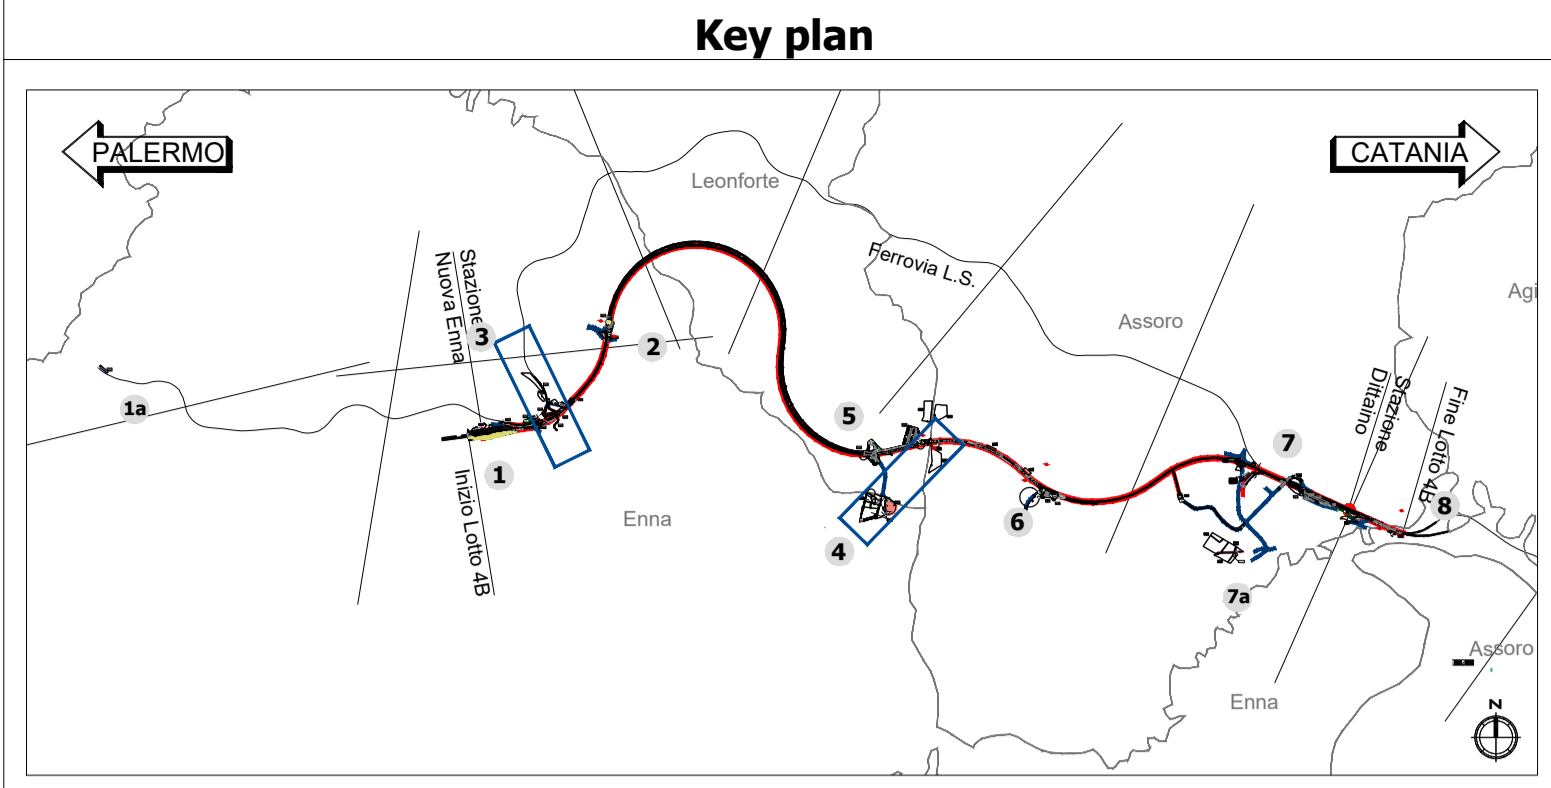 Key plan
PALERMO
CATANIA
Leonforte
Ferrovia L.S.
Stazione
Nuova Enna
Agi
Assoro
3
2
1a
Stazione
Dittaino
Fine Lotto 4B
5
7
1
Inizio Lotto 4B
8
Enna
6
4
7a
Assoro
Enna
N